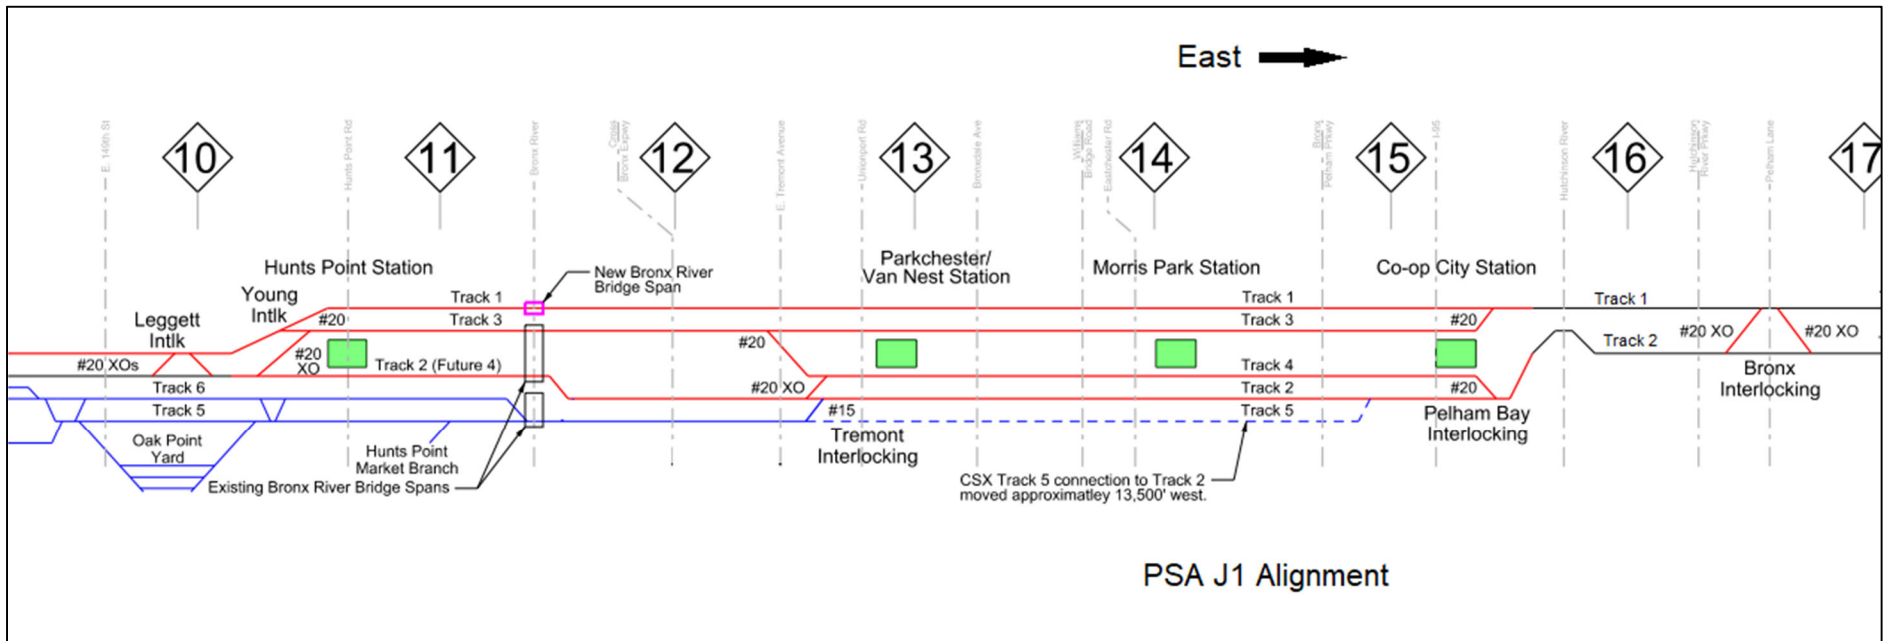 East
E. 149th St
Hunts Point Rd
Bronx River
Cross
Bronx Expwy
E. Tremont Avenue
Unionport Rd
Bronxdale Ave
Williams
Bridge Road
Eastchester Rd
Bronx
Pelham Pkwy
I-95
Hutchinson River
Hutchinson
River Prkwy
Pelham Lane
10
11
12
13
14
15
16
17
Hunts Point Station
Parkchester/
Van Nest Station
Morris Park Station
Co-op City Station
New Bronx River
Bridge Span
Young
Intlk
Leggett
Intlk
Track 1
Track 1
Track 1
#20
Track 3
Track 3
#20
#20 XO
#20 XO
#20
Track 2
#20 XOs
#20
XO
Track 2 (Future 4)
Track 4
Bronx
Interlocking
Track 6
#20 XO
Track 2
#20
Track 5
#15
Track 5
Pelham Bay
Interlocking
Oak Point
Yard
Hunts Point
Market Branch
Tremont
Interlocking
Existing Bronx River Bridge Spans
CSX Track 5 connection to Track 2
moved approximatley 13,500' west.
PSA J1 Alignment